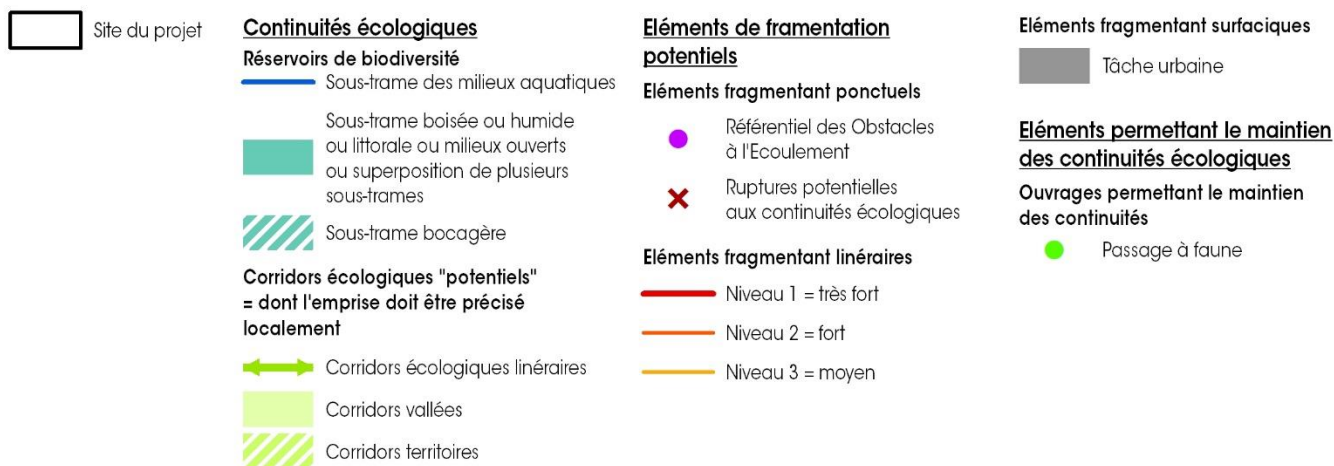 Site du projet
Continuités écologiques
Réservoirs de biodiversité
Sous-trame des milieux aquatiques
Sous-trame boisée ou humide
ou littorale ou milieux ouverts
ou superposition de plusieurs
sous-trames
Sous-trame bocagère
Corridors écologiques "potentiels"
= dont l'emprise doit être précisé
localement
Corridors écologiques linéraires
Corridors vallées
Corridors territoires
Eléments de framentation
potentiels
Eléments fragmentant ponctuels
Référentiel des Obstacles
à l'Ecoulement
Ruptures potentielles
aux continuités écologiques
Eléments fragmentant linéraires
Niveau 1 = très fort
Niveau 2 = fort
Niveau 3 = moyen
Eléments fragmentant surfaciques
Tâche urbaine
Eléments permettant le maintien
des continuités écologiques
Ouvrages permettant le maintien
des continuités
Passage à faune